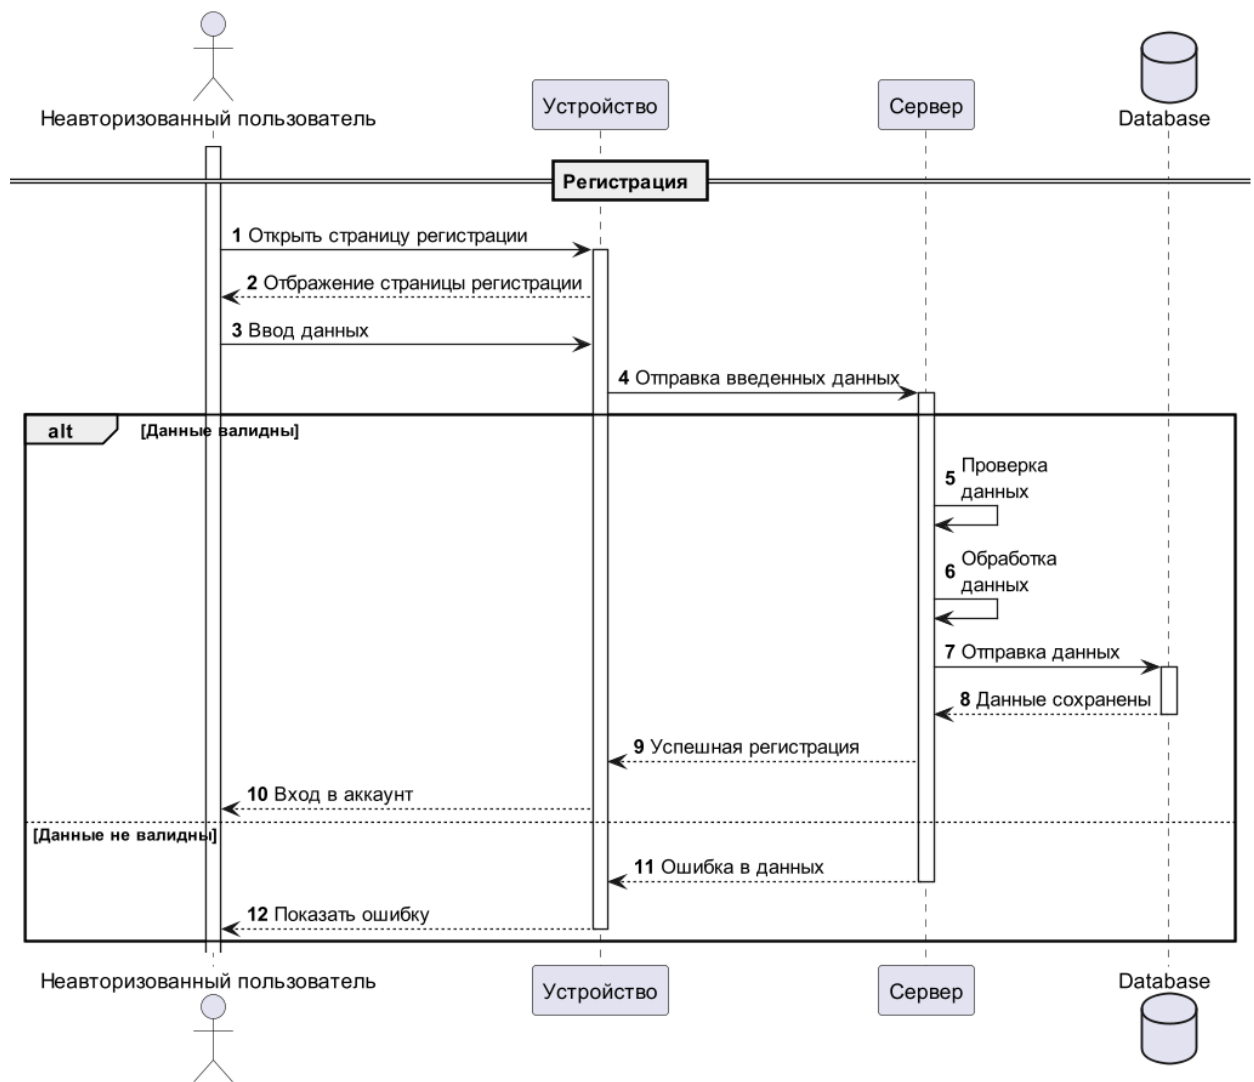 Неавторизованный пользователь
Устройство
Сервер
Database
Регистрация
1 Открыть страницу регистрации
2 Отбражение страницы регистрации
3 Ввод данных
4 Отправка введенных данных
alt [Данные валидны]
5 Проверка
данных
6 Обработка
данных
7 Отправка данных
8 Данные сохранены
9 Успешная регистрация
10 Вход в аккаунт
[Данные не валидны]
11 Ошибка в данных
12 Показать ошибку
Неавторизованный пользователь
Устройство
Сервер
Database